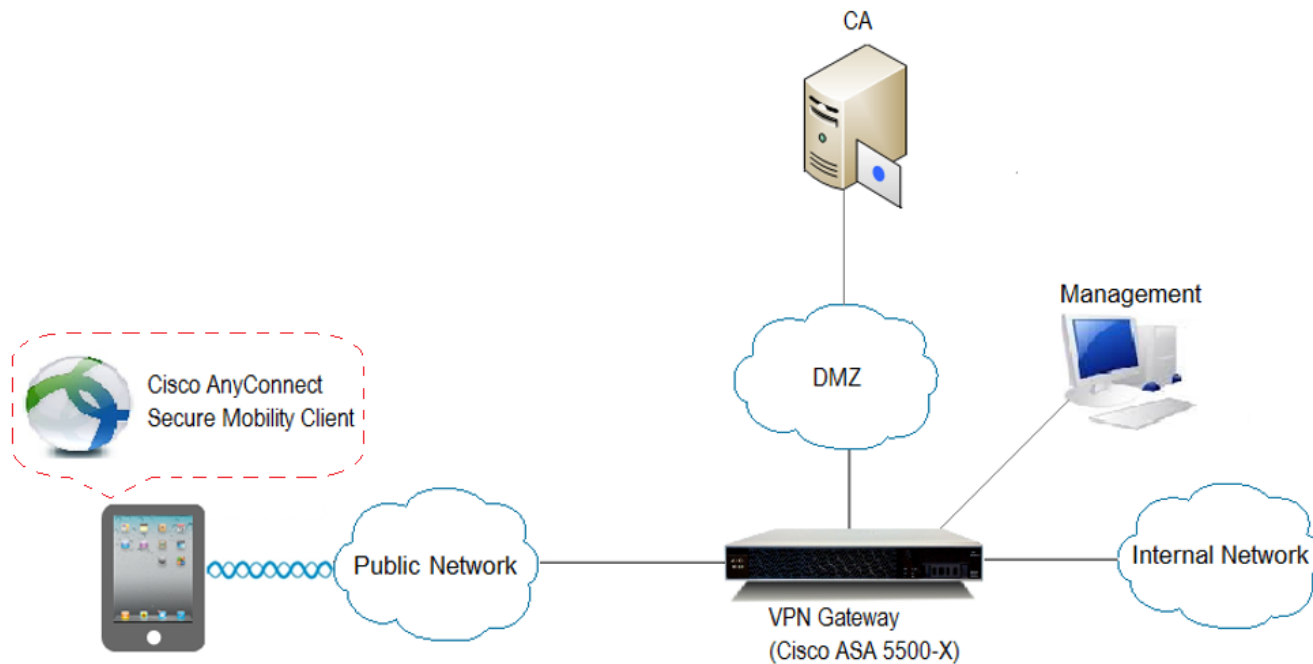 CA
Management
DMZ
Cisco AnyConnect
Secure Mobility Client
Public Network
Internal Network
VPN Gateway
(Cisco ASA 5500-X)